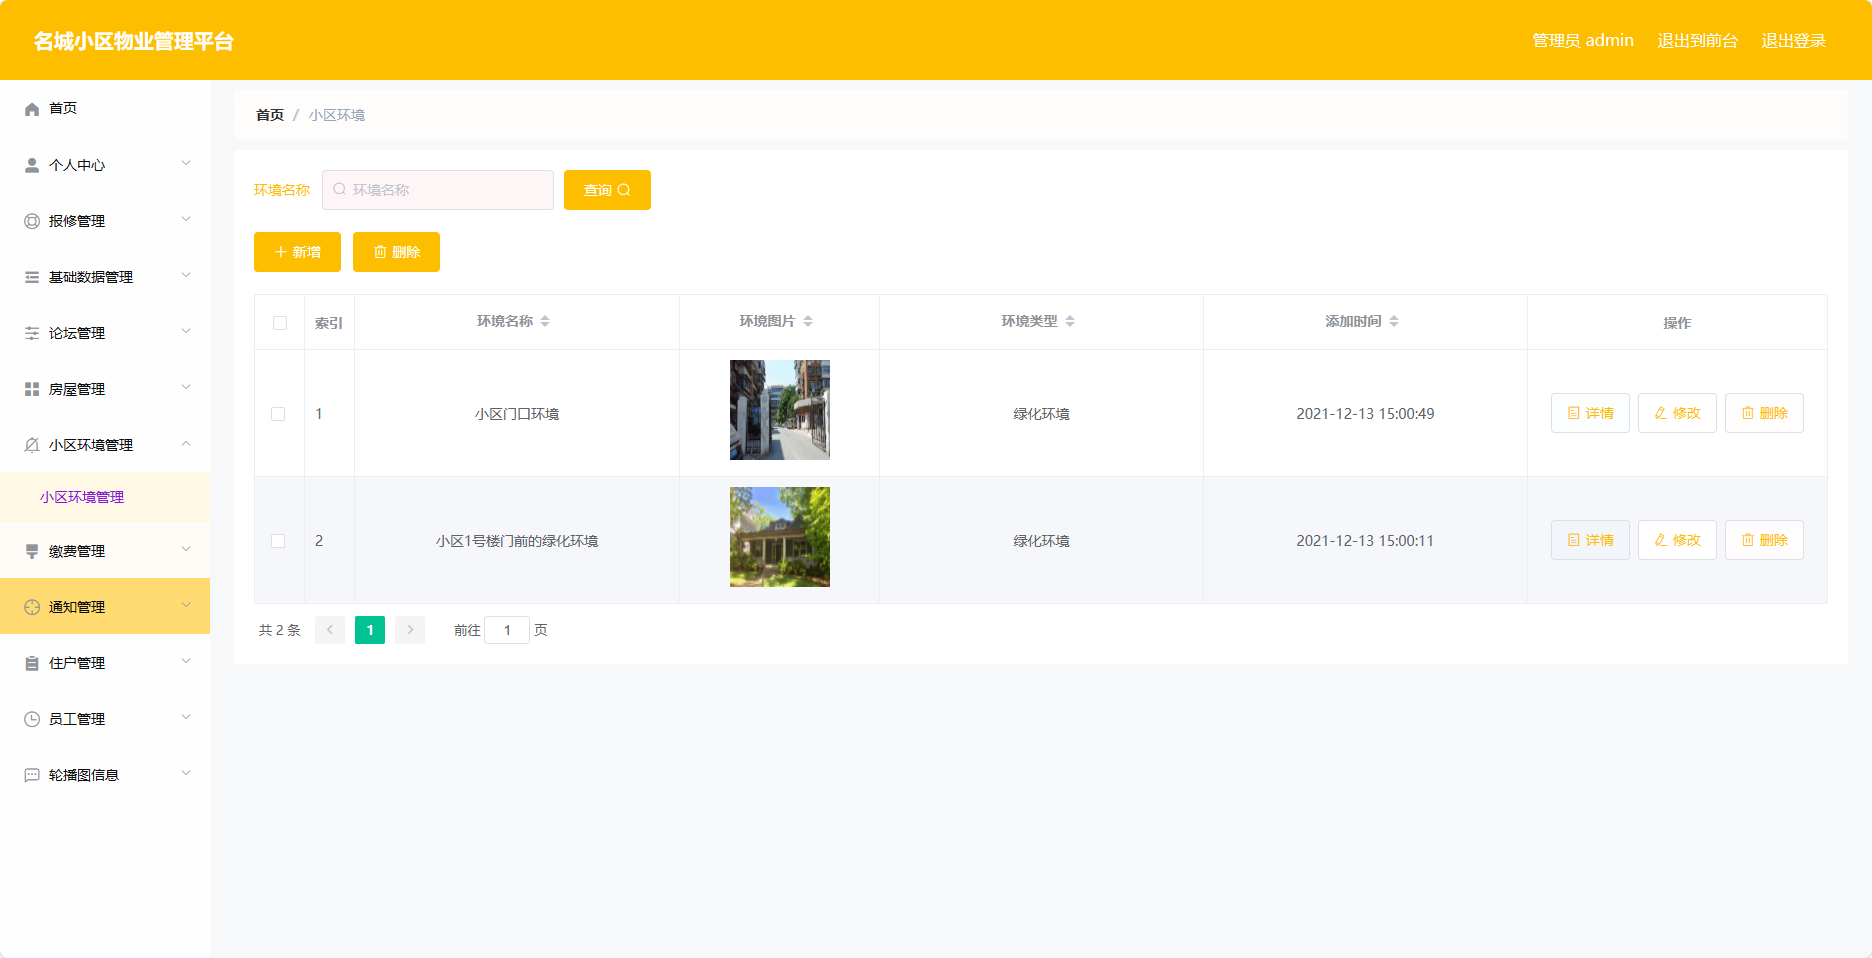 名城小区物业管理平台
管理员 admin 退出到前台 退出登录
首页
个人中心
报修管理
基础数据管理
论坛管理
房屋管理
小区环境管理
小区环境管理
缴费管理
通知管理
住户管理
员工管理
轮播图信息
首页 / 小区环境
环境名称 环境名称 查询
新增 删除
索引 环境名称 环境图片 环境类型 添加时间 操作
1 小区门口环境 绿化环境 2021-12-13 15:00:49 详情 修改 删除
2 小区1号楼门前的绿化环境 绿化环境 2021-12-13 15:00:11 详情 修改 删除
共 2 条 1 前往 1 页